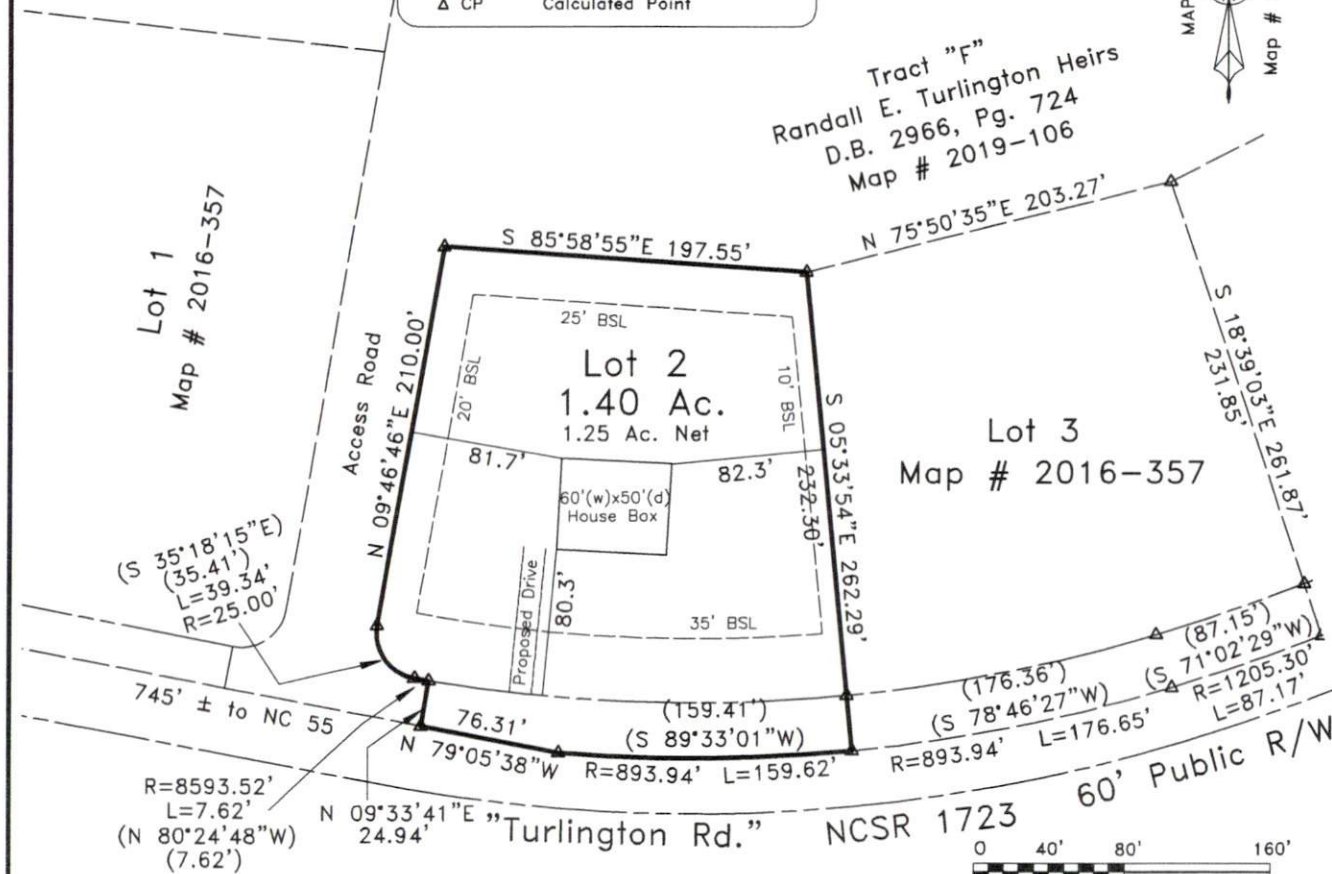 △ CP Calculated Point
MAP
Map #
Tract "F"
Randall E. Turlington Heirs
D.B. 2966, Pg. 724
Map # 2019-106
N 75°50'35"E 203.27'
S 85°58'55"E 197.55'
Lot 1
Map # 2016-357
Access Road
N 09°46'46"E 210.00'
25' BSL
20' BSL
10' BSL
Lot 2
1.40 Ac.
1.25 Ac. Net
81.7'
82.3'
60'(w)x50'(d)
House Box
S 05°33'54"E 262.29'
232.30'
Lot 3
Map # 2016-357
S 18°39'03"E 261.87'
231.85'
(S 35°18'15"E)
(35.41')
L=39.34'
R=25.00'
Proposed Drive
80.3'
35' BSL
745' ± to NC 55
76.31'
N 79°05'38"W
(159.41')
(S 89°33'01"W)
R=893.94' L=159.62'
(176.36')
(S 78°46'27"W)
R=893.94' L=176.65'
(87.15')
(S 71°02'29"W)
R=1205.30'
L=87.17'
R=8593.52'
L=7.62'
(N 80°24'48"W)
(7.62')
N 09°33'41"E
24.94'
"Turlington Rd." NCSR 1723 60' Public R/W
0 40' 80' 160'